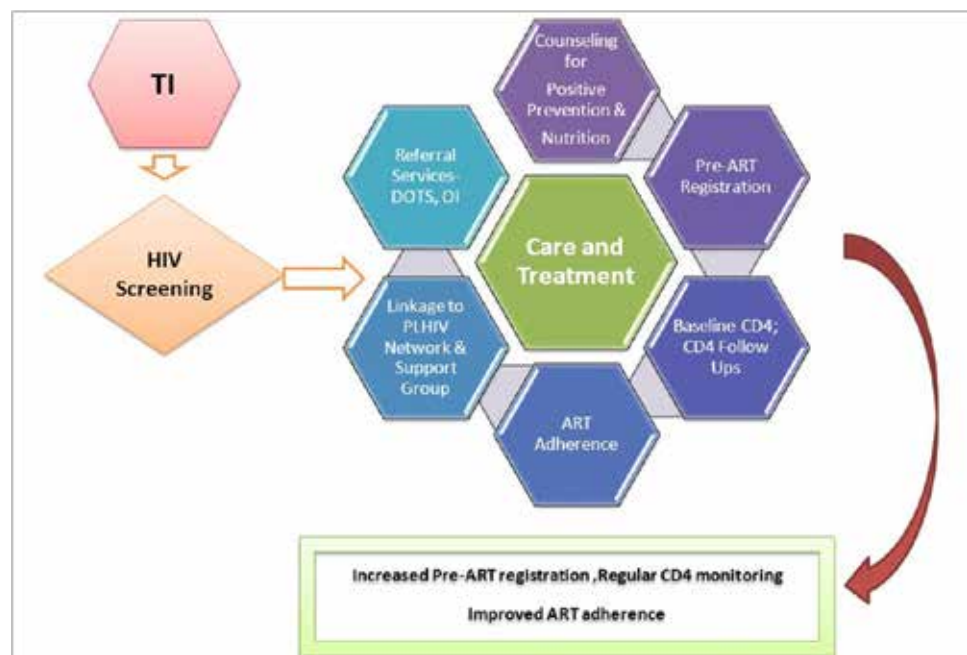 TI
HIV
Screening
Counseling
for
Positive
Prevention &
Nutrition
Pre-ART
Registration
Baseline CD4;
CD4 Follow
Ups
ART
Adherence
Linkage to
PLHIV
Network &
Support
Group
Referral
Services-
DOTS, OI
Care and
Treatment
Increased Pre-ART registration ,Regular CD4 monitoring
Improved ART adherence